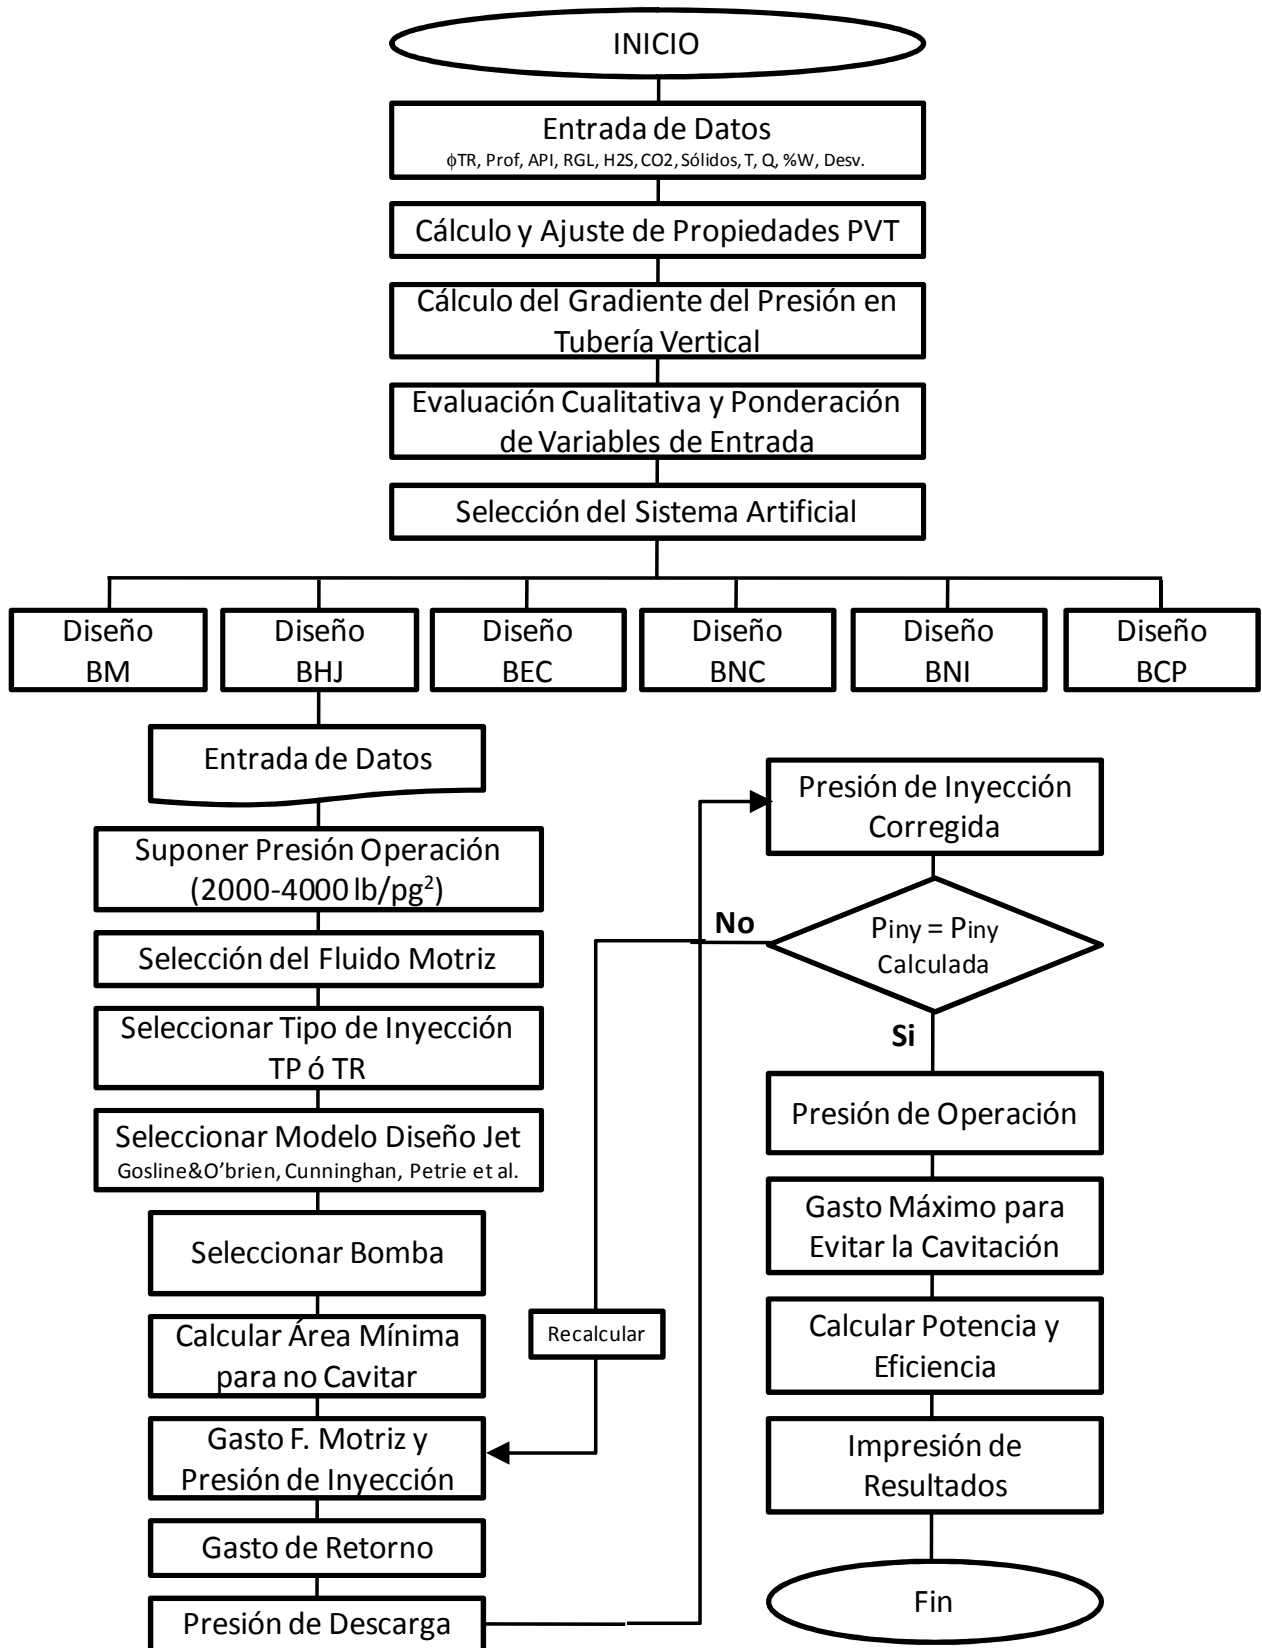 INICIO
Entrada de Datos
ϕTR, Prof, API, RGL, H2S, CO2, Sólidos, T, Q, %W, Desv.
Cálculo y Ajuste de Propiedades PVT
Cálculo del Gradiente del Presión en
Tubería Vertical
Evaluación Cualitativa y Ponderación
de Variables de Entrada
Selección del Sistema Artificial
Diseño
BM
Diseño
BHJ
Diseño
BEC
Diseño
BNC
Diseño
BNI
Diseño
BCP
Entrada de Datos
Suponer Presión Operación
(2000-4000 lb/pg²)
Selección del Fluido Motriz
Seleccionar Tipo de Inyección
TP ó TR
Seleccionar Modelo Diseño Jet
Gosline&O’brien, Cunninghan, Petrie et al.
Seleccionar Bomba
Calcular Área Mínima
para no Cavitar
Gasto F. Motriz y
Presión de Inyección
Gasto de Retorno
Presión de Descarga
Recalcular
Presión de Inyección
Corregida
Piny = Piny
Calculada
No
Si
Presión de Operación
Gasto Máximo para
Evitar la Cavitación
Calcular Potencia y
Eficiencia
Impresión de
Resultados
Fin